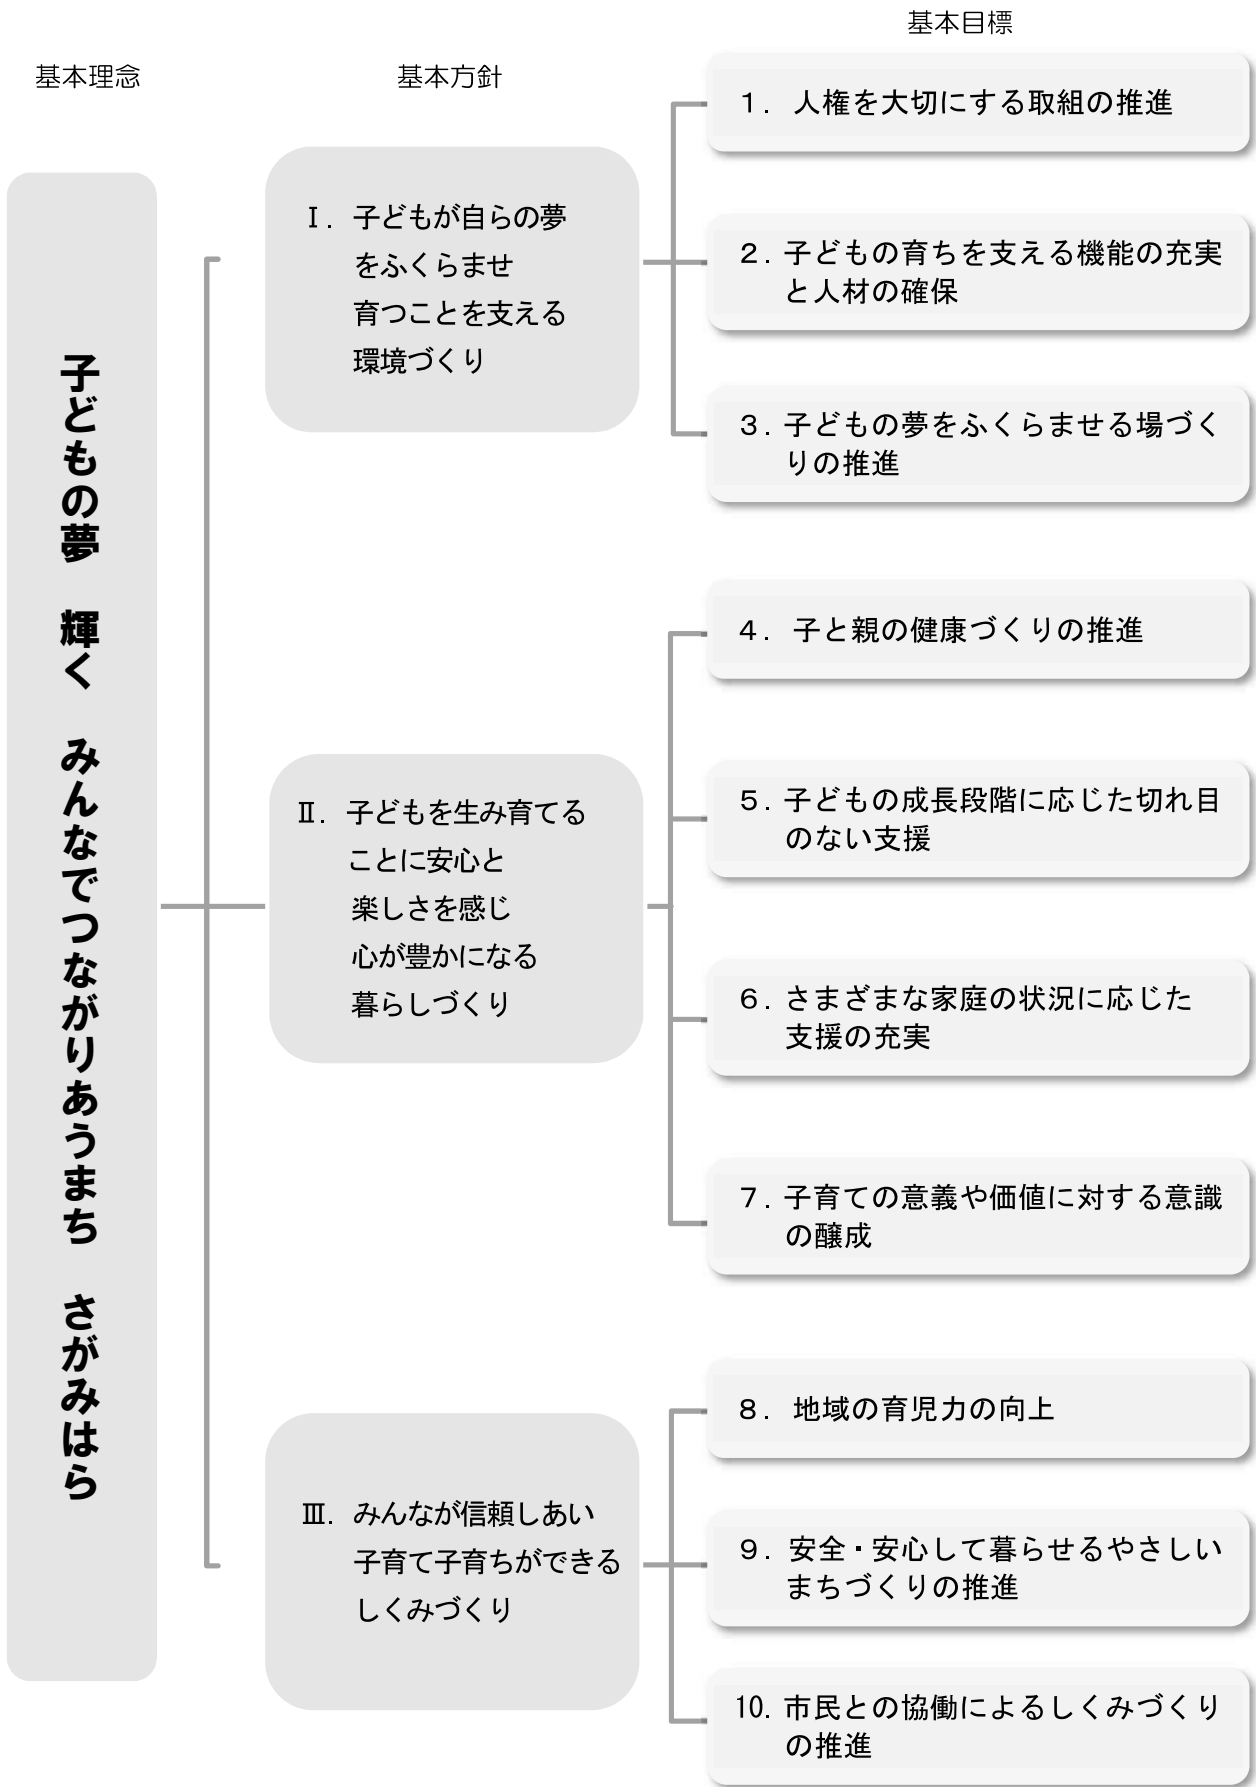 基本理念
基本方針
基本目標
子どもの夢　輝く　みんなでつながりあうまち　さがみはら
Ⅰ．子どもが自らの夢
をふくらませ
育つことを支える
環境づくり
1．人権を大切にする取組の推進
2．子どもの育ちを支える機能の充実
と人材の確保
3．子どもの夢をふくらませる場づく
りの推進
Ⅱ．子どもを生み育てる
ことに安心と
楽しさを感じ
心が豊かになる
暮らしづくり
4．子と親の健康づくりの推進
5．子どもの成長段階に応じた切れ目
のない支援
6．さまざまな家庭の状況に応じた
支援の充実
7．子育ての意義や価値に対する意識
の醸成
Ⅲ．みんなが信頼しあい
子育て子育ちができる
しくみづくり
8．地域の育児力の向上
9．安全・安心して暮らせるやさしい
まちづくりの推進
10．市民との協働によるしくみづくり
の推進